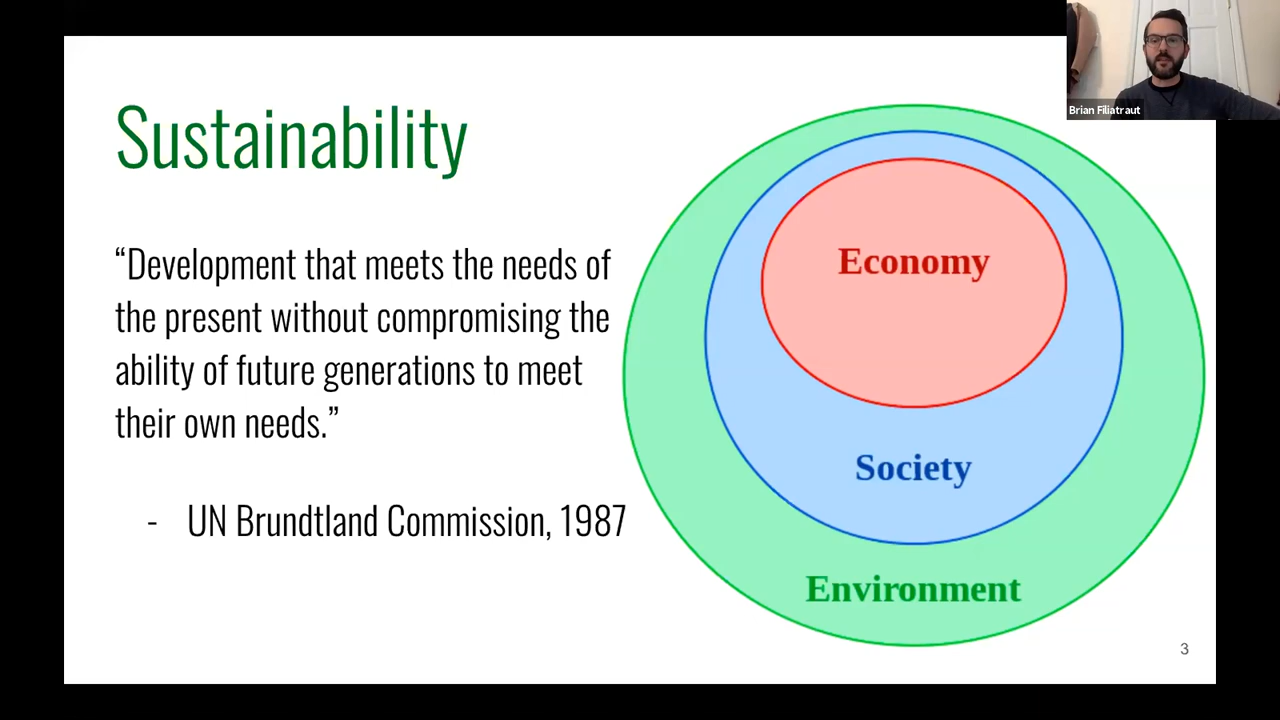 Brian Filiatraut
Sustainability
“Development that meets the needs of
the present without compromising the
ability of future generations to meet
their own needs.”
- UN Brundtland Commission, 1987
Economy
Society
Environment
3